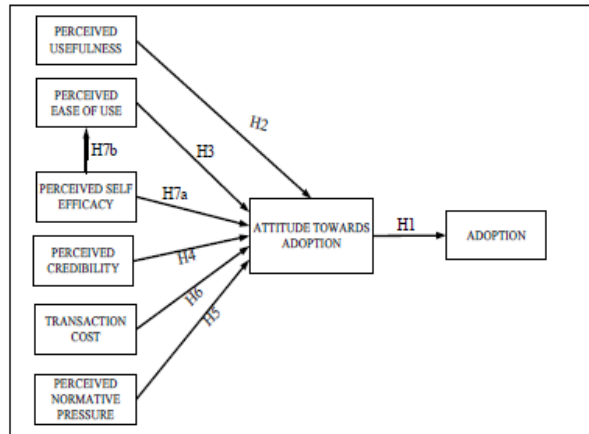 PERCEIVED
USEFULNESS
H2
PERCEIVED
EASE OF USE
H3
H7b
PERCEIVED SELF
EFFICACY
H7a
ATTITUDE TOWARDS
ADOPTION
H1
ADOPTION
PERCEIVED
CREDIBILITY
H4
TRANSACTION
COST
H6
H5
PERCEIVED
NORMATIVE
PRESSURE